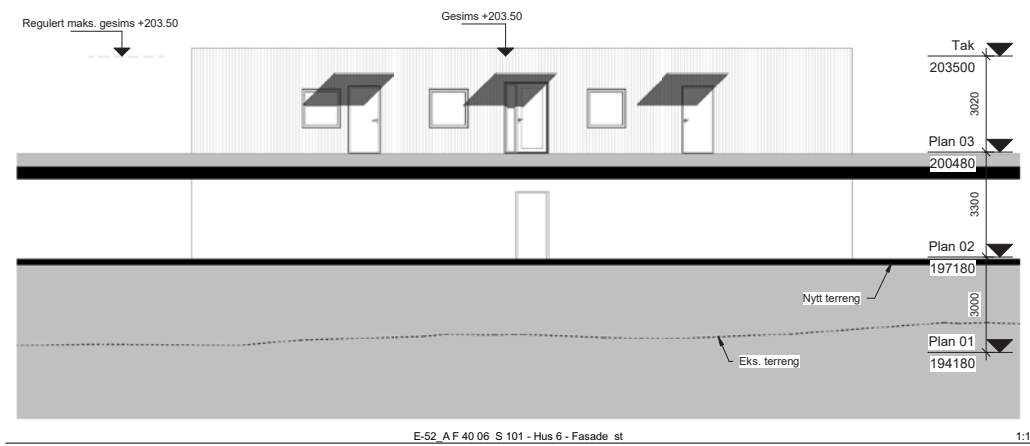 Regulert maks. gesims +203.50
Gesims +203.50
Tak
203500
3020
Plan 03
200480
3300
Plan 02
197180
Nytt terreng
3000
Plan 01
194180
Eks. terreng
E-52_A F 40 06 S 101 - Hus 6 - Fasade st
1:1